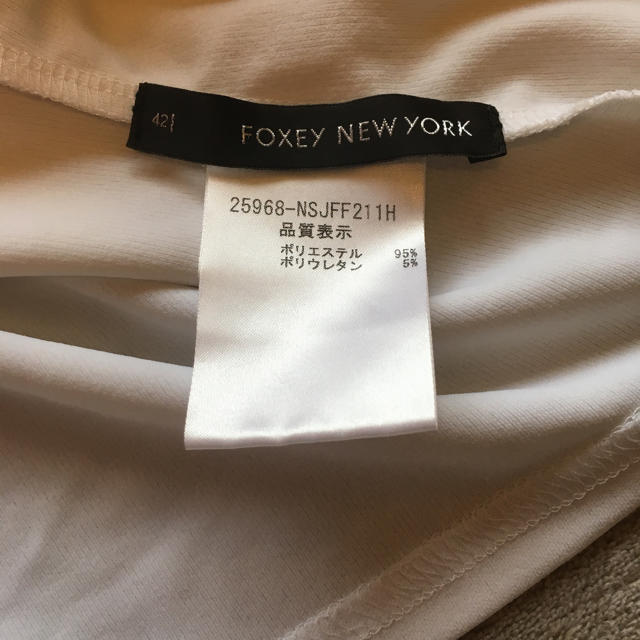 42
FOXEY NEW YORK
25968-NSJFF211H
品質表示
ポリエステル 95%
ポリウレタン 5%